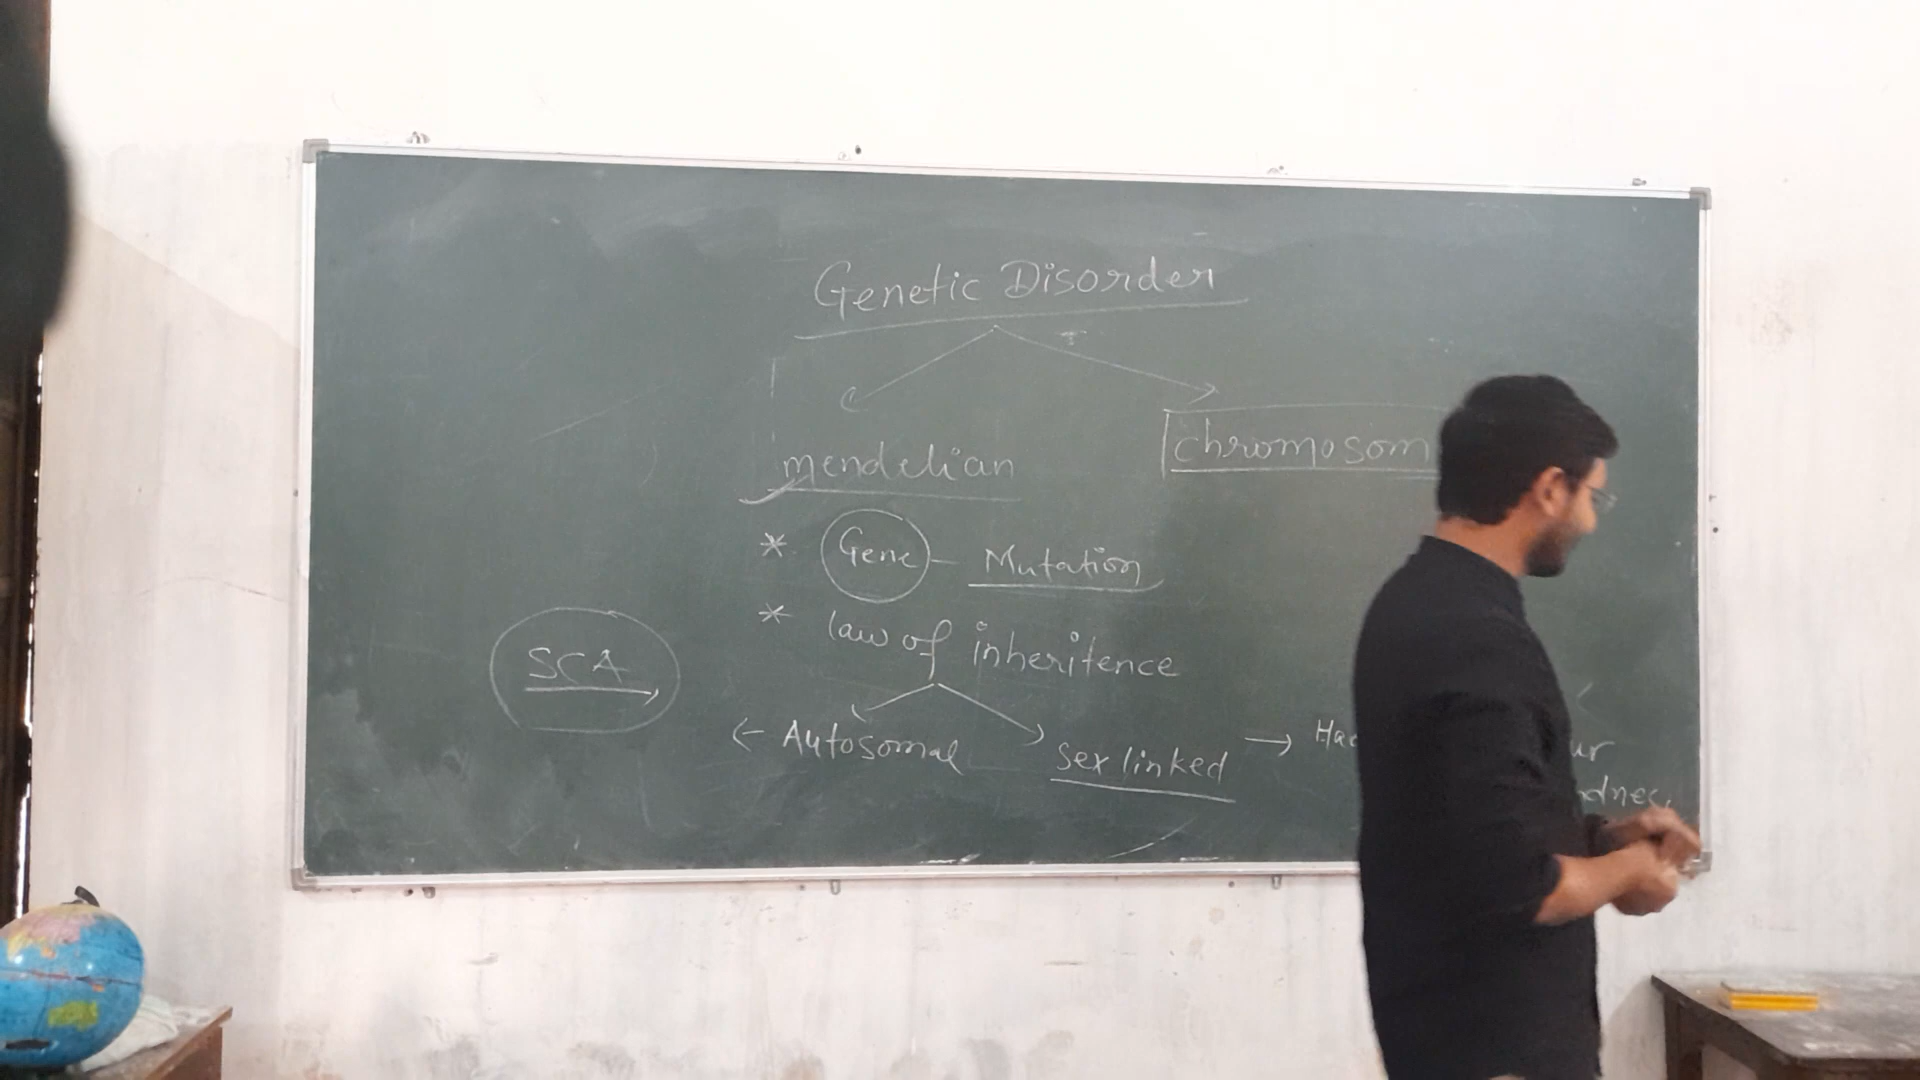 Genetic Disorder
mendelian
chromosom
* Gene - Mutation
* law of inheritence
SCA
← Autosomal
sex linked →